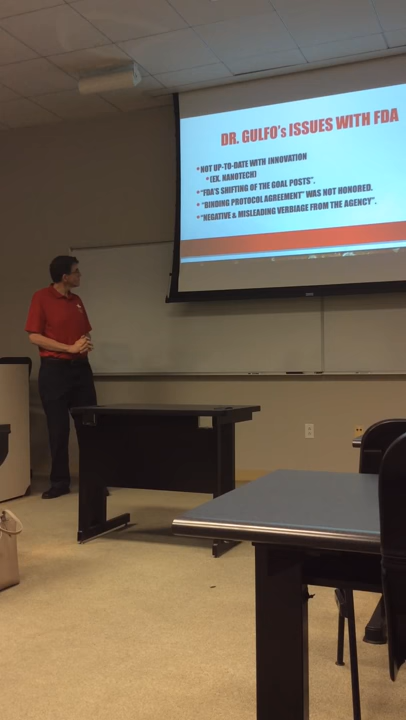 DR. GULFO's ISSUES WITH FDA
* NOT UP-TO-DATE WITH INNOVATION
* (EX. NANOTECH)
* "FDA'S SHIFTING OF THE GOAL POSTS".
* "BINDING PROTOCOL AGREEMENT" WAS NOT HONORED.
* "NEGATIVE & MISLEADING VERBIAGE FROM THE AGENCY".